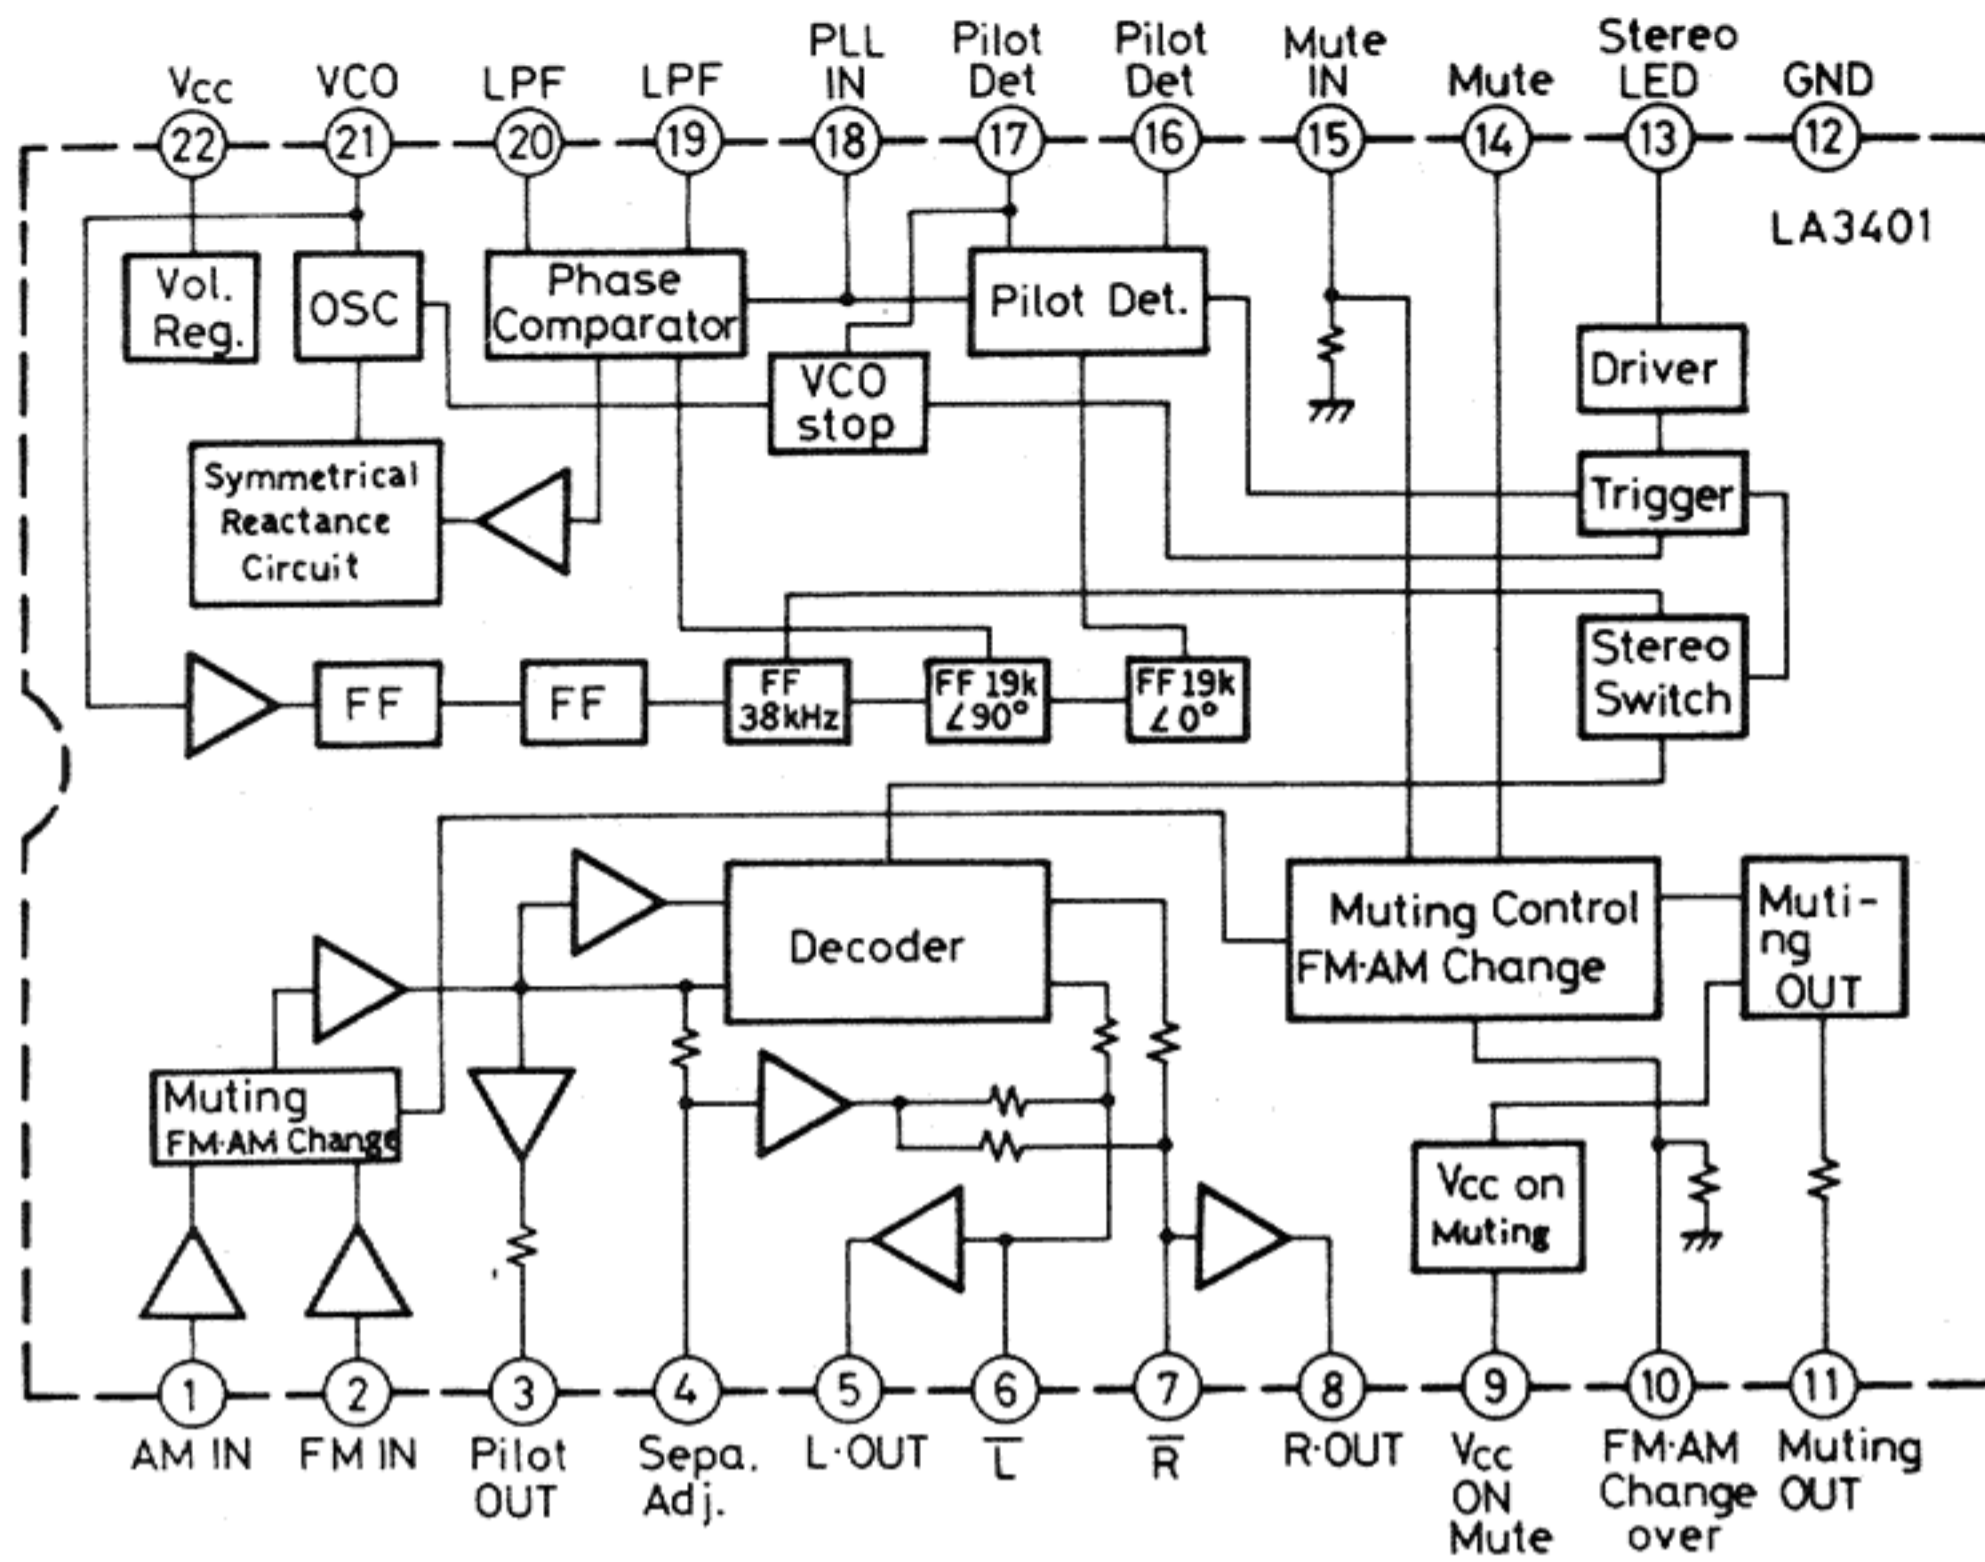 Vcc
VCO
LPF
LPF
PLL
IN
Pilot
Det
Pilot
Det
Mute
IN
Mute
Stereo
LED
GND
22
21
20
19
18
17
16
15
14
13
12
LA3401
Vol.
Reg.
OSC
Phase
Comparator
Pilot Det.
VCO
stop
Driver
Symmetrical
Reactance
Circuit
Trigger
FF
FF
FF
38kHz
FF 19k
∠90°
FF 19k
∠0°
Stereo
Switch
Decoder
Muting Control
FM·AM Change
Muti-
ng
OUT
Muting
FM·AM Change
Vcc on
Muting
1
2
3
4
5
6
7
8
9
10
11
AM IN
FM IN
Pilot
OUT
Sepa.
Adj.
L·OUT
L̅
R̅
R·OUT
Vcc
ON
Mute
FM·AM
Change
over
Muting
OUT